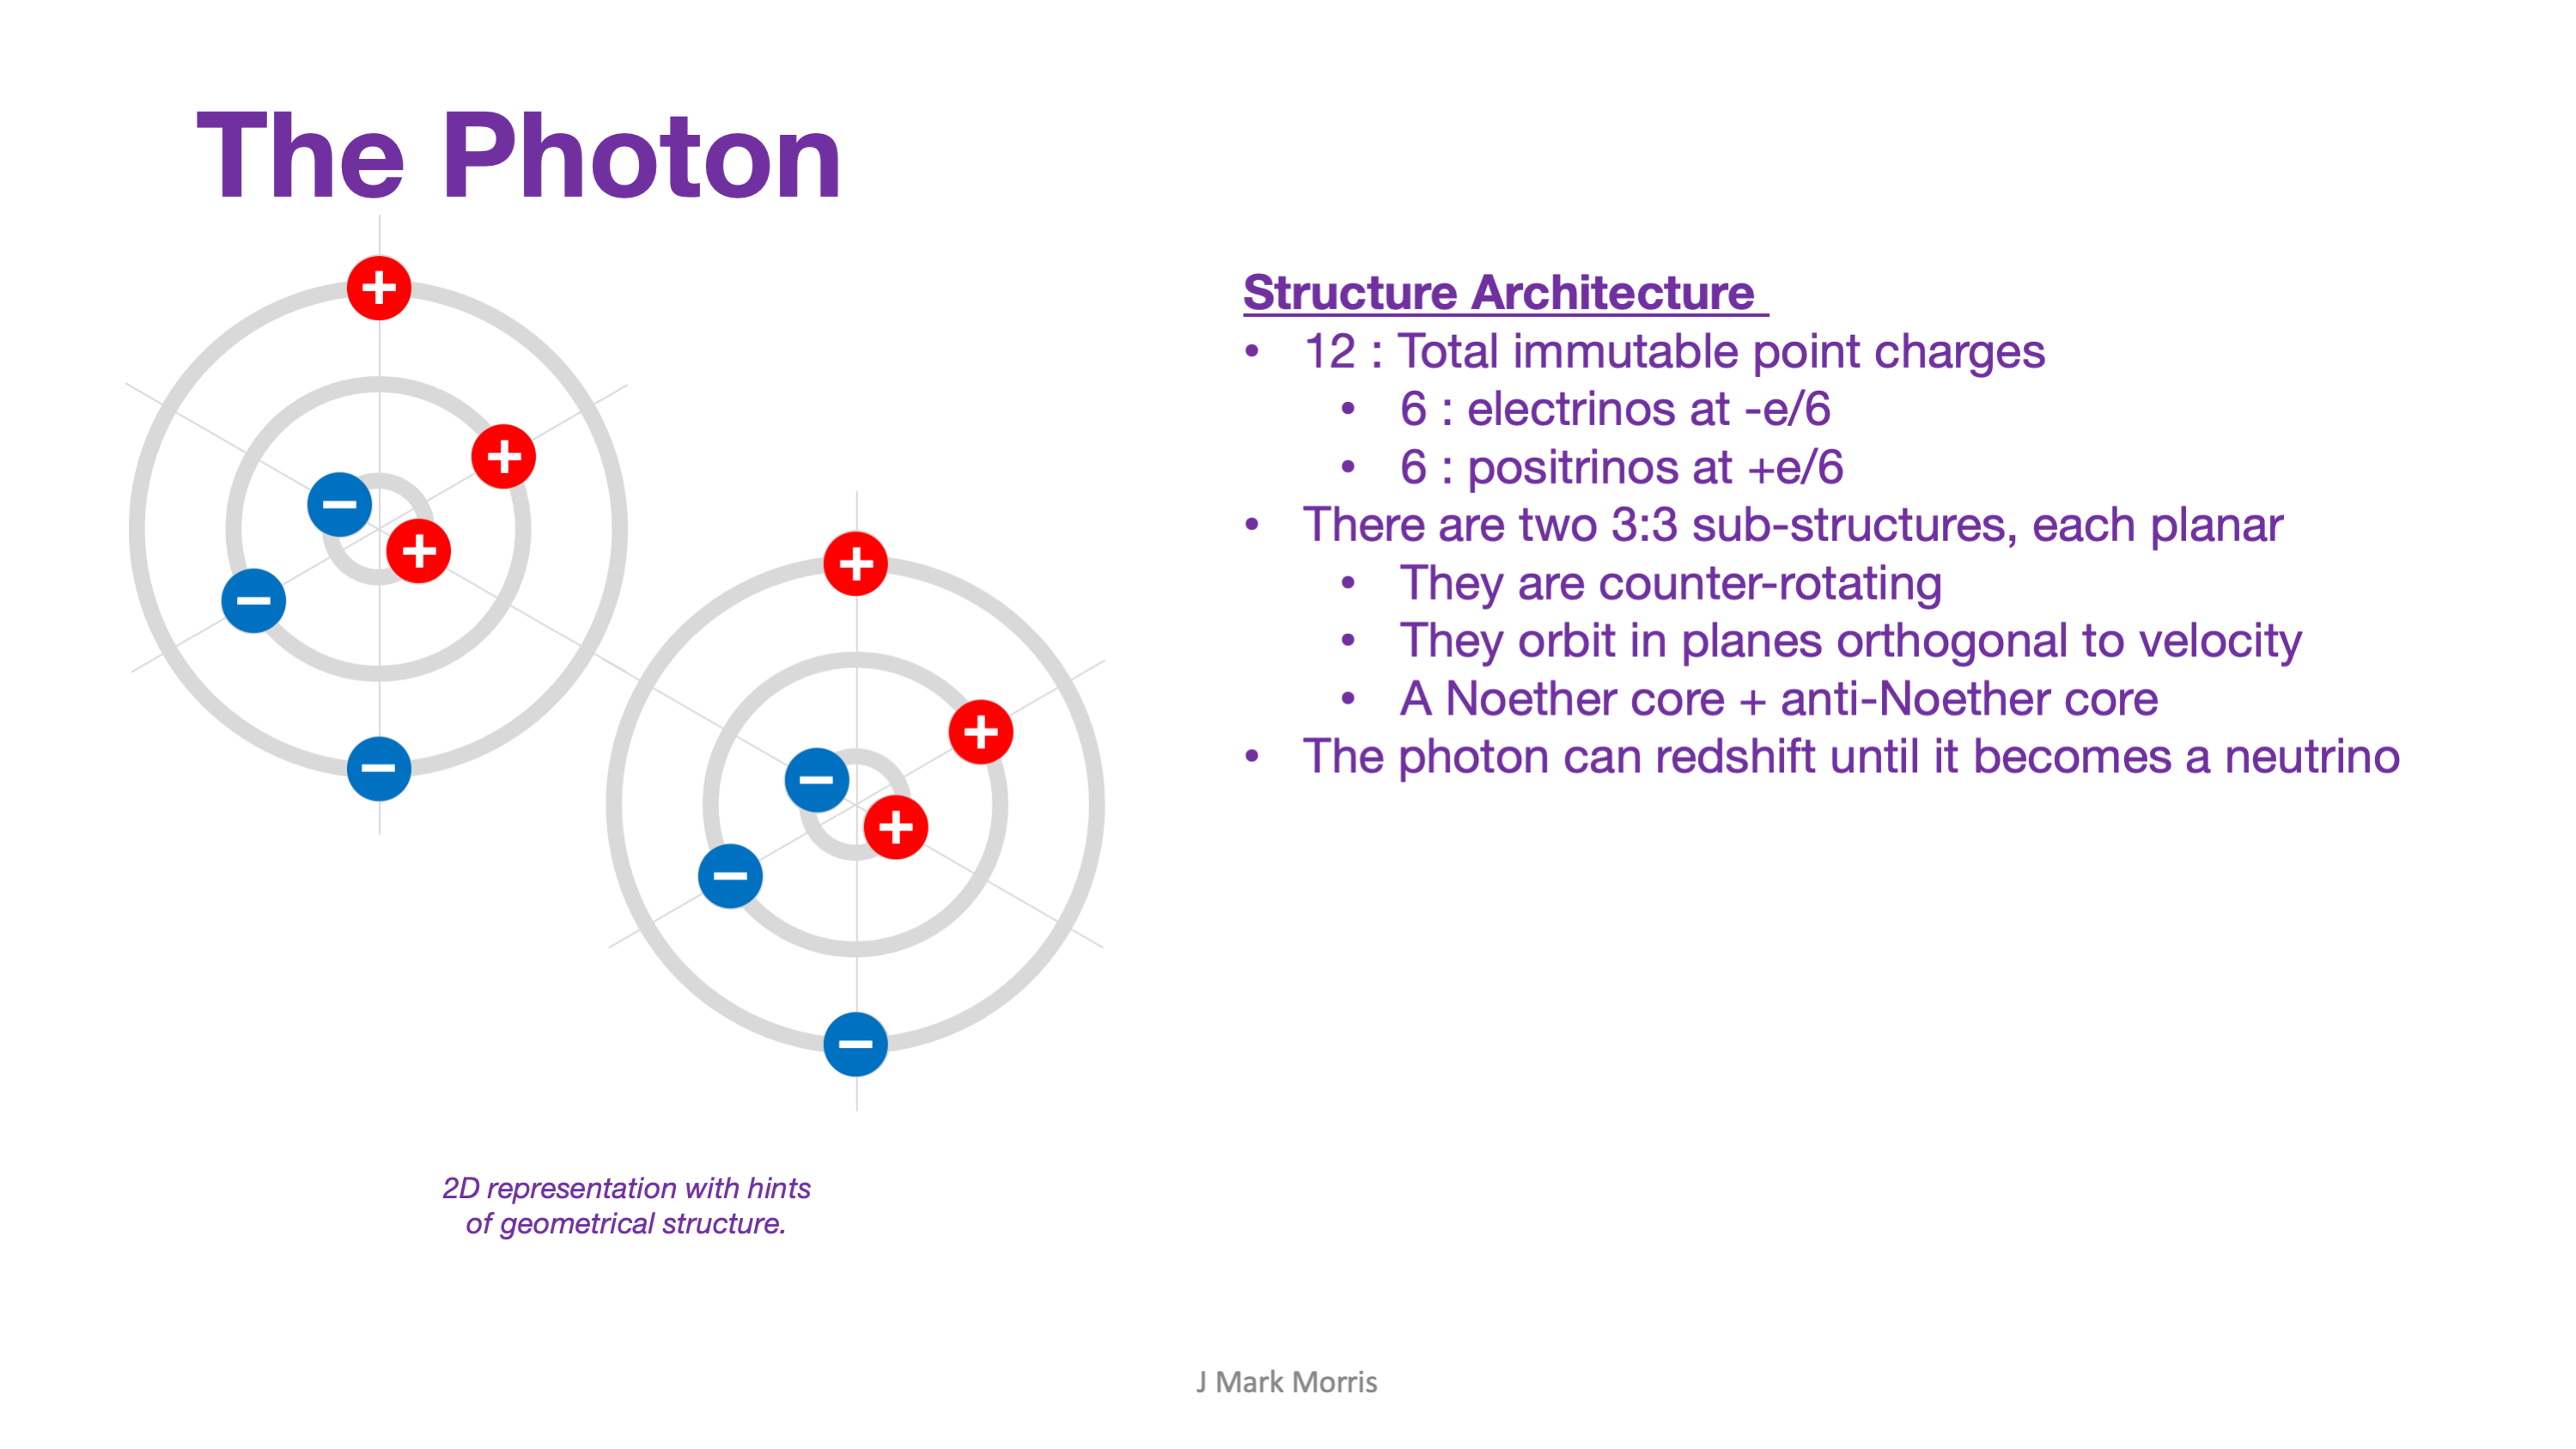 The Photon
Structure Architecture
• 12 : Total immutable point charges
• 6 : electrinos at -e/6
• 6 : positrinos at +e/6
• There are two 3:3 sub-structures, each planar
• They are counter-rotating
• They orbit in planes orthogonal to velocity
• A Noether core + anti-Noether core
• The photon can redshift until it becomes a neutrino
+
+
−
+
−
−
+
+
−
+
−
−
2D representation with hints
of geometrical structure.
J Mark Morris